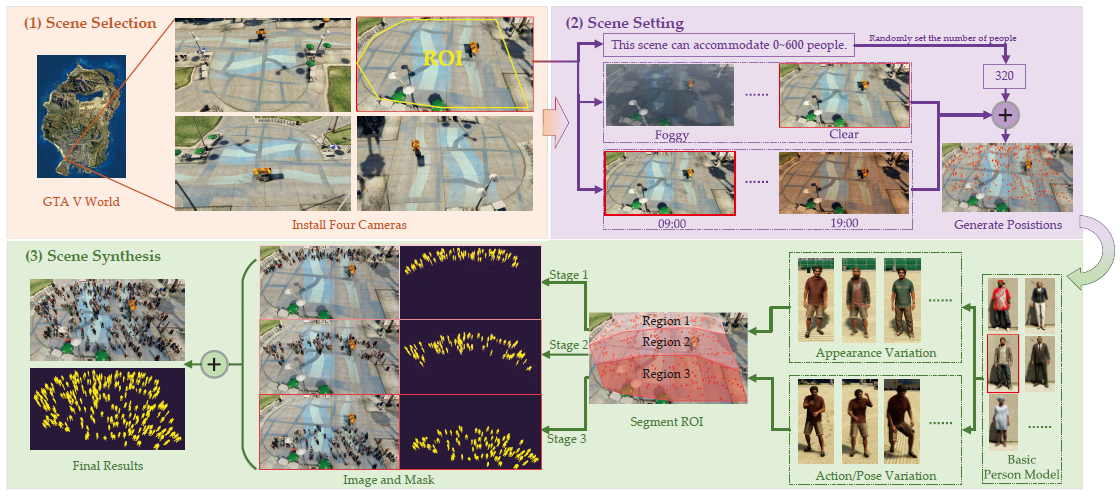 (1) Scene Selection
ROI
GTA V World
Install Four Cameras
(2) Scene Setting
This scene can accommodate 0~600 people.
Randomly set the number of people
320
Foggy
......
Clear
+
......
09:00
19:00
Generate Posistions
(3) Scene Synthesis
Stage 1
Region 1
Appearance Variation
......
Stage 2
Region 2
+
Region 3
Segment ROI
Stage 3
Final Results
Image and Mask
Action/Pose Variation
......
......
Basic
Person Model